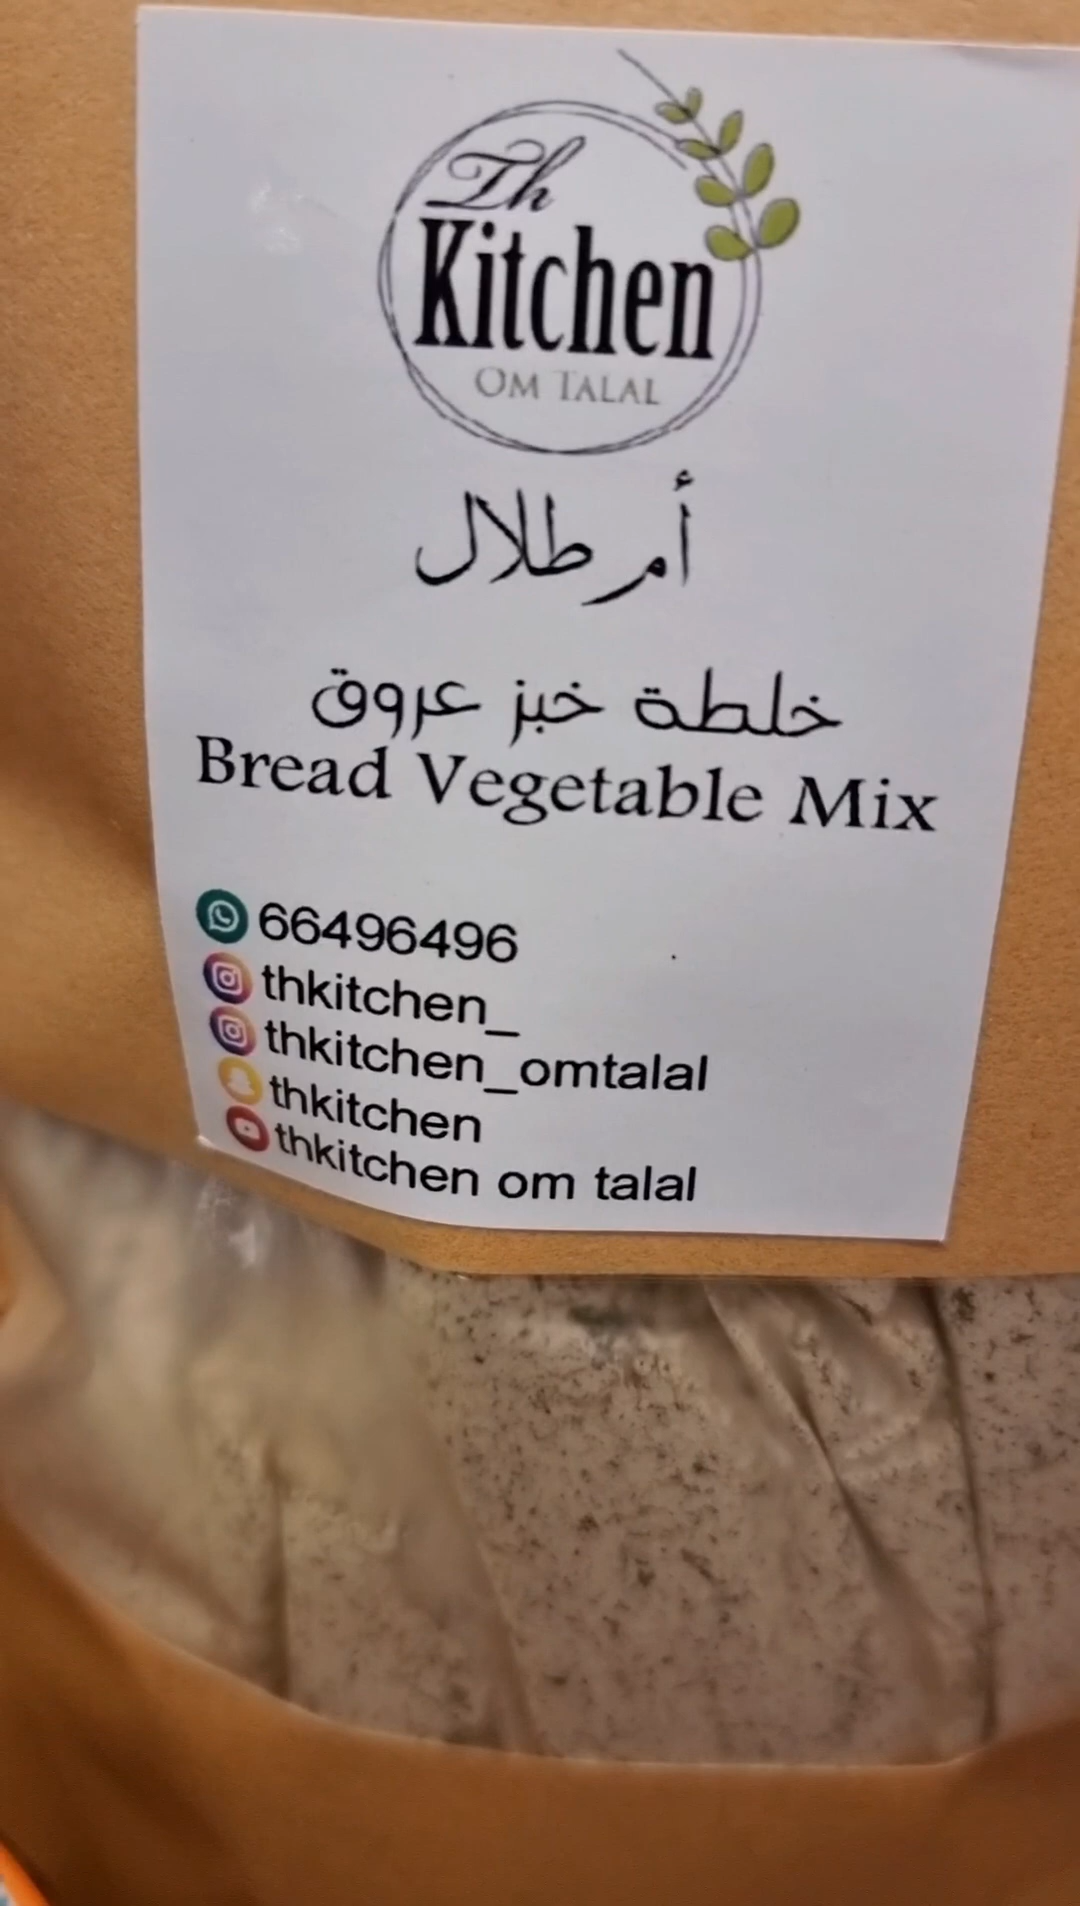 Th
Kitchen
OM TALAL
أم طلال
خلطة خبز عروق
Bread Vegetable Mix
66496496
thkitchen_
thkitchen_omtalal
thkitchen
thkitchen om talal